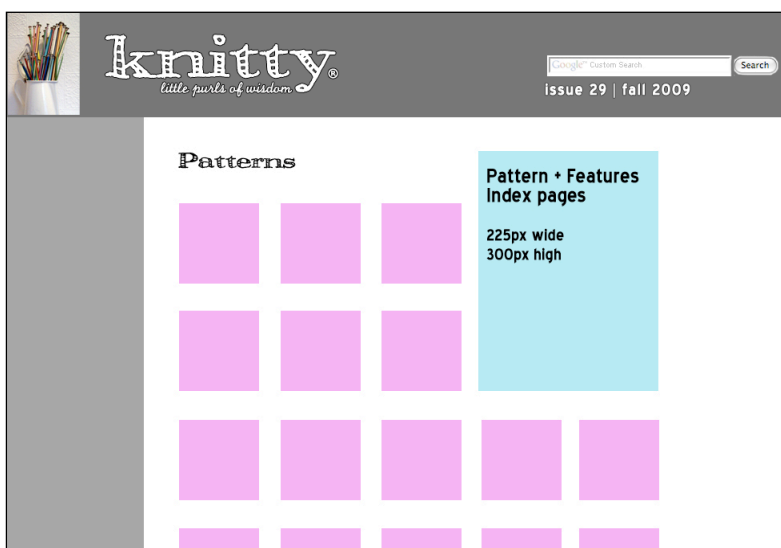 knitty®
little purls of wisdom
Google™ Custom Search
Search
issue 29 | fall 2009
Patterns
Pattern + Features
Index pages
225px wide
300px high